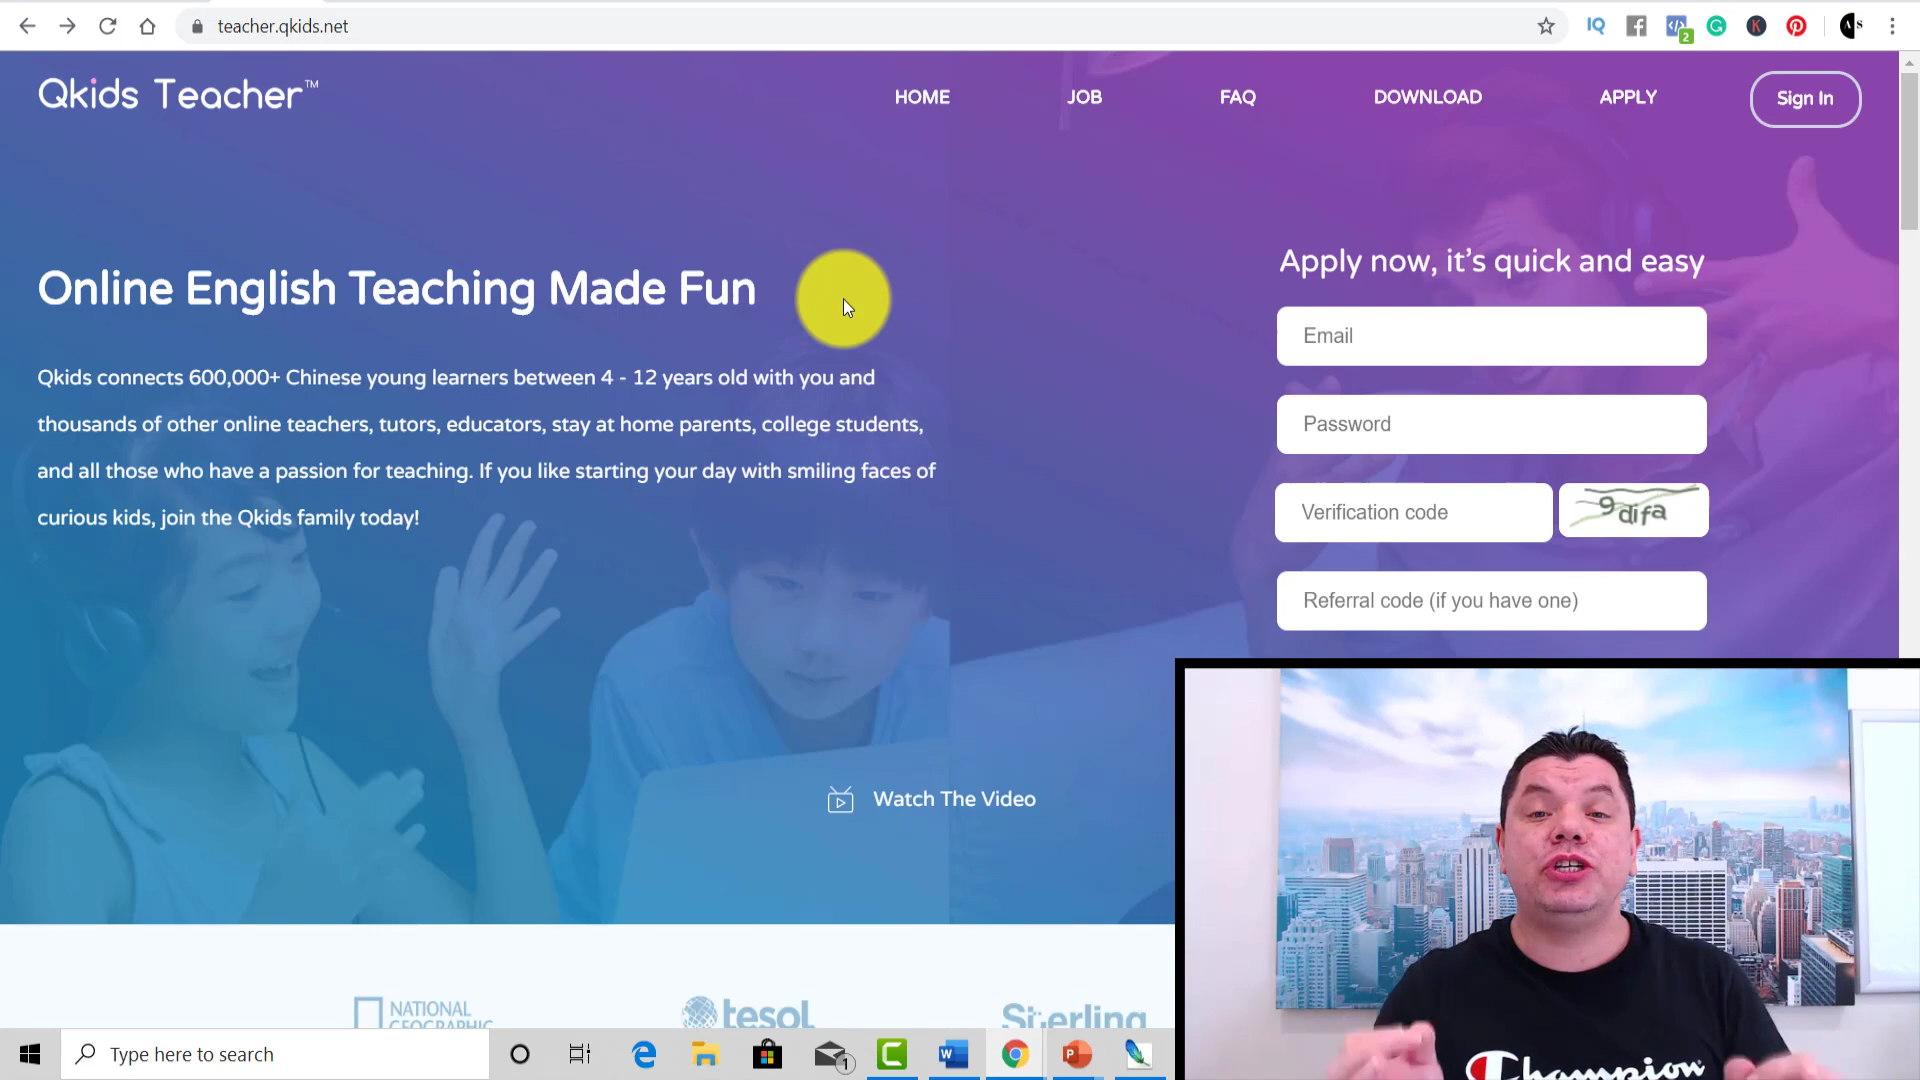 teacher.qkids.net
2
Qkids Teacher™
HOME
JOB
FAQ
DOWNLOAD
APPLY
Sign In
Online English Teaching Made Fun
Apply now, it's quick and easy
Email
Qkids connects 600,000+ Chinese young learners between 4 - 12 years old with you and
thousands of other online teachers, tutors, educators, stay at home parents, college students,
and all those who have a passion for teaching. If you like starting your day with smiling faces of
curious kids, join the Qkids family today!
Password
Verification code
9difa
Referral code (if you have one)
Watch The Video
NATIONAL
GEOGRAPHIC
tesol
Sterling
Type here to search
1
Champion